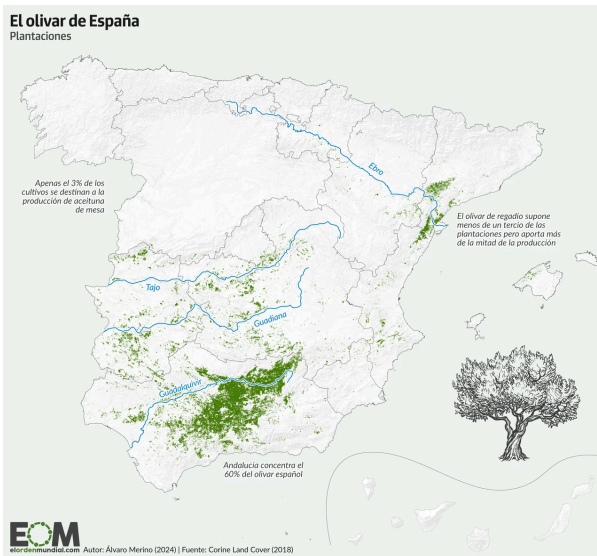 El olivar de España
Plantaciones
Apenas el 3% de los
cultivos se destinan a la
producción de aceituna
de mesa
Ebro
El olivar de regadío supone
menos de un tercio de las
plantaciones pero aporta más
de la mitad de la producción
Tajo
Guadiana
Guadalquivir
Andalucía concentra el
60% del olivar español
EOM
elordenmundial.com Autor: Álvaro Merino (2024) | Fuente: Corine Land Cover (2018)